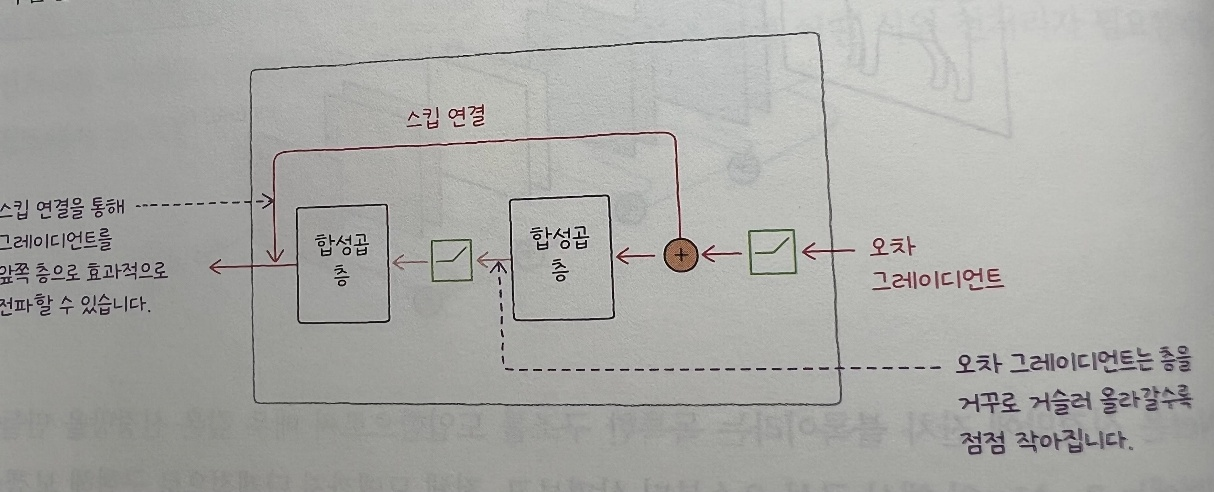 스킵 연결
스킵 연결을 통해
그레이디언트를
앞쪽 층으로 효과적으로
전파할 수 있습니다.
합성곱
층
합성곱
층
+
오차
그레이디언트
오차 그레이디언트는 층을
거꾸로 거슬러 올라갈수록
점점 작아집니다.